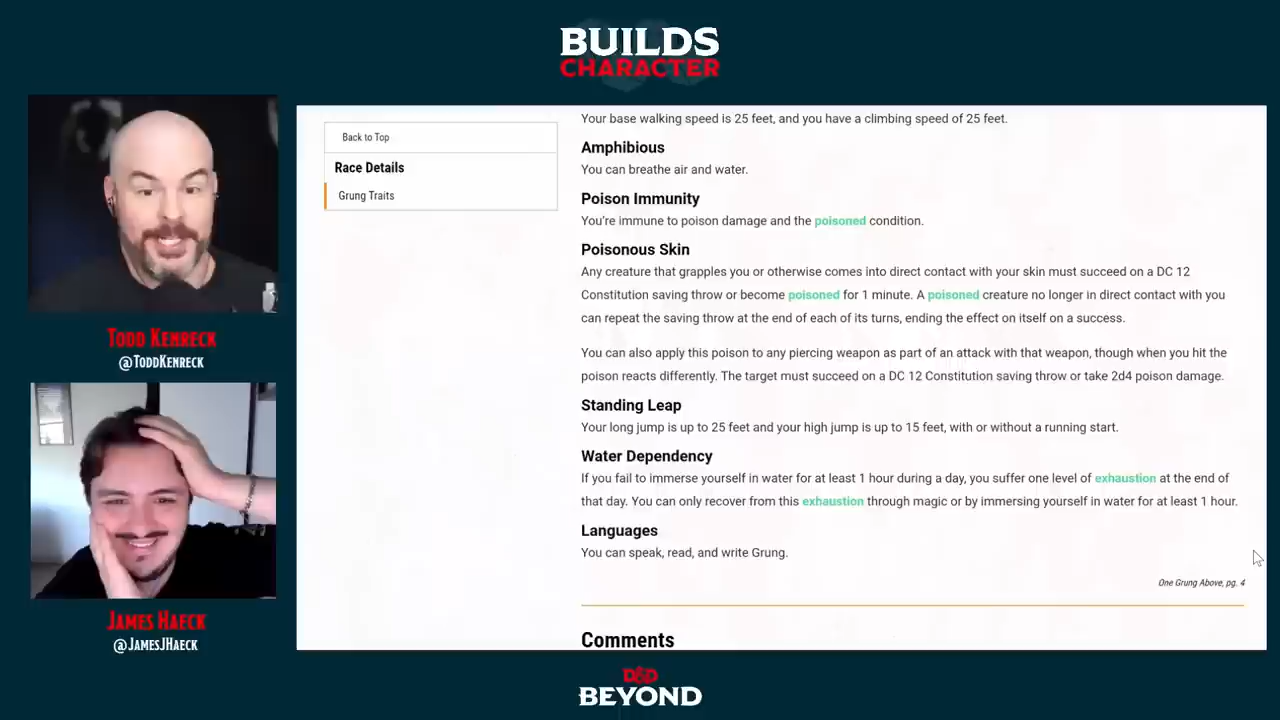 BUILDS
CHARACTER
Todd Kenreck
@ToddKenreck
James Haeck
@JamesJHaeck
Back to Top
Race Details
Grung Traits
Your base walking speed is 25 feet, and you have a climbing speed of 25 feet.
Amphibious
You can breathe air and water.
Poison Immunity
You're immune to poison damage and the poisoned condition.
Poisonous Skin
Any creature that grapples you or otherwise comes into direct contact with your skin must succeed on a DC 12
Constitution saving throw or become poisoned for 1 minute. A poisoned creature no longer in direct contact with you
can repeat the saving throw at the end of each of its turns, ending the effect on itself on a success.
You can also apply this poison to any piercing weapon as part of an attack with that weapon, though when you hit the
poison reacts differently. The target must succeed on a DC 12 Constitution saving throw or take 2d4 poison damage.
Standing Leap
Your long jump is up to 25 feet and your high jump is up to 15 feet, with or without a running start.
Water Dependency
If you fail to immerse yourself in water for at least 1 hour during a day, you suffer one level of exhaustion at the end of
that day. You can only recover from this exhaustion through magic or by immersing yourself in water for at least 1 hour.
Languages
You can speak, read, and write Grung.
One Grung Above, pg. 4
Comments
D&D
BEYOND